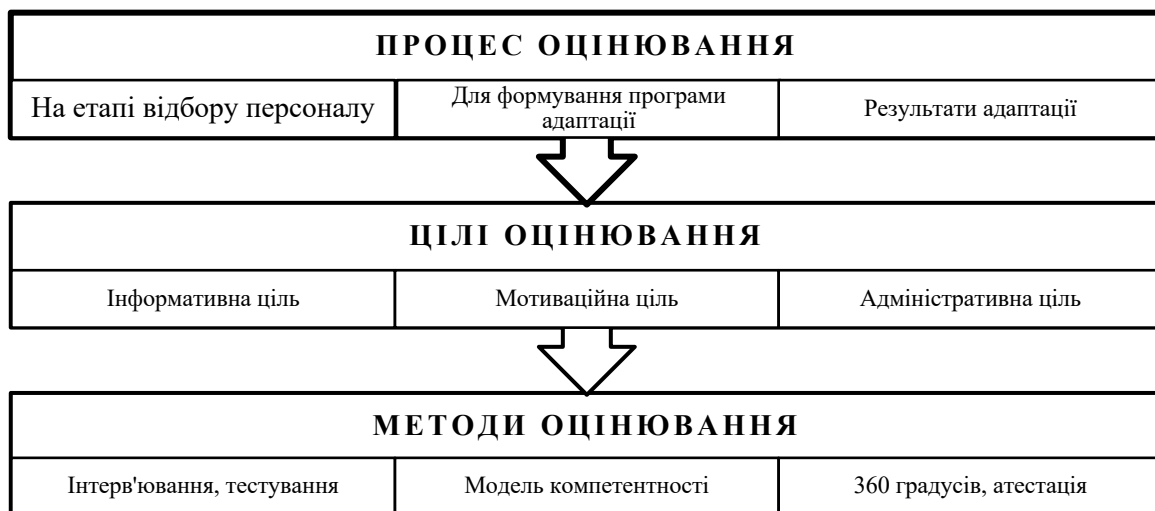 ПРОЦЕС ОЦІНЮВАННЯ
На етапі відбору персоналу
Для формування програми
адаптації
Результати адаптації
ЦІЛІ ОЦІНЮВАННЯ
Інформативна ціль
Мотиваційна ціль
Адміністративна ціль
МЕТОДИ ОЦІНЮВАННЯ
Інтерв'ювання, тестування
Модель компетентності
360 градусів, атестація